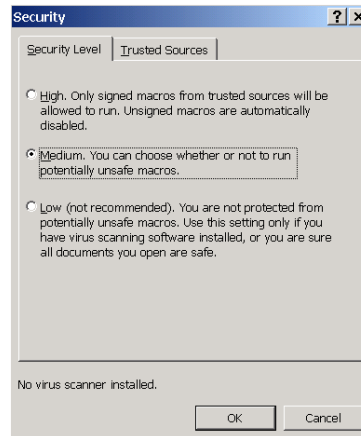 Security
Security Level
Trusted Sources
High. Only signed macros from trusted sources will be
allowed to run. Unsigned macros are automatically
disabled.
Medium. You can choose whether or not to run
potentially unsafe macros.
Low (not recommended). You are not protected from
potentially unsafe macros. Use this setting only if you
have virus scanning software installed, or you are sure
all documents you open are safe.
No virus scanner installed.
OK
Cancel